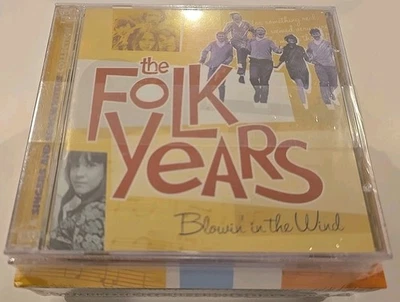 the
FOLK
YEARS
Blowin' in the Wind